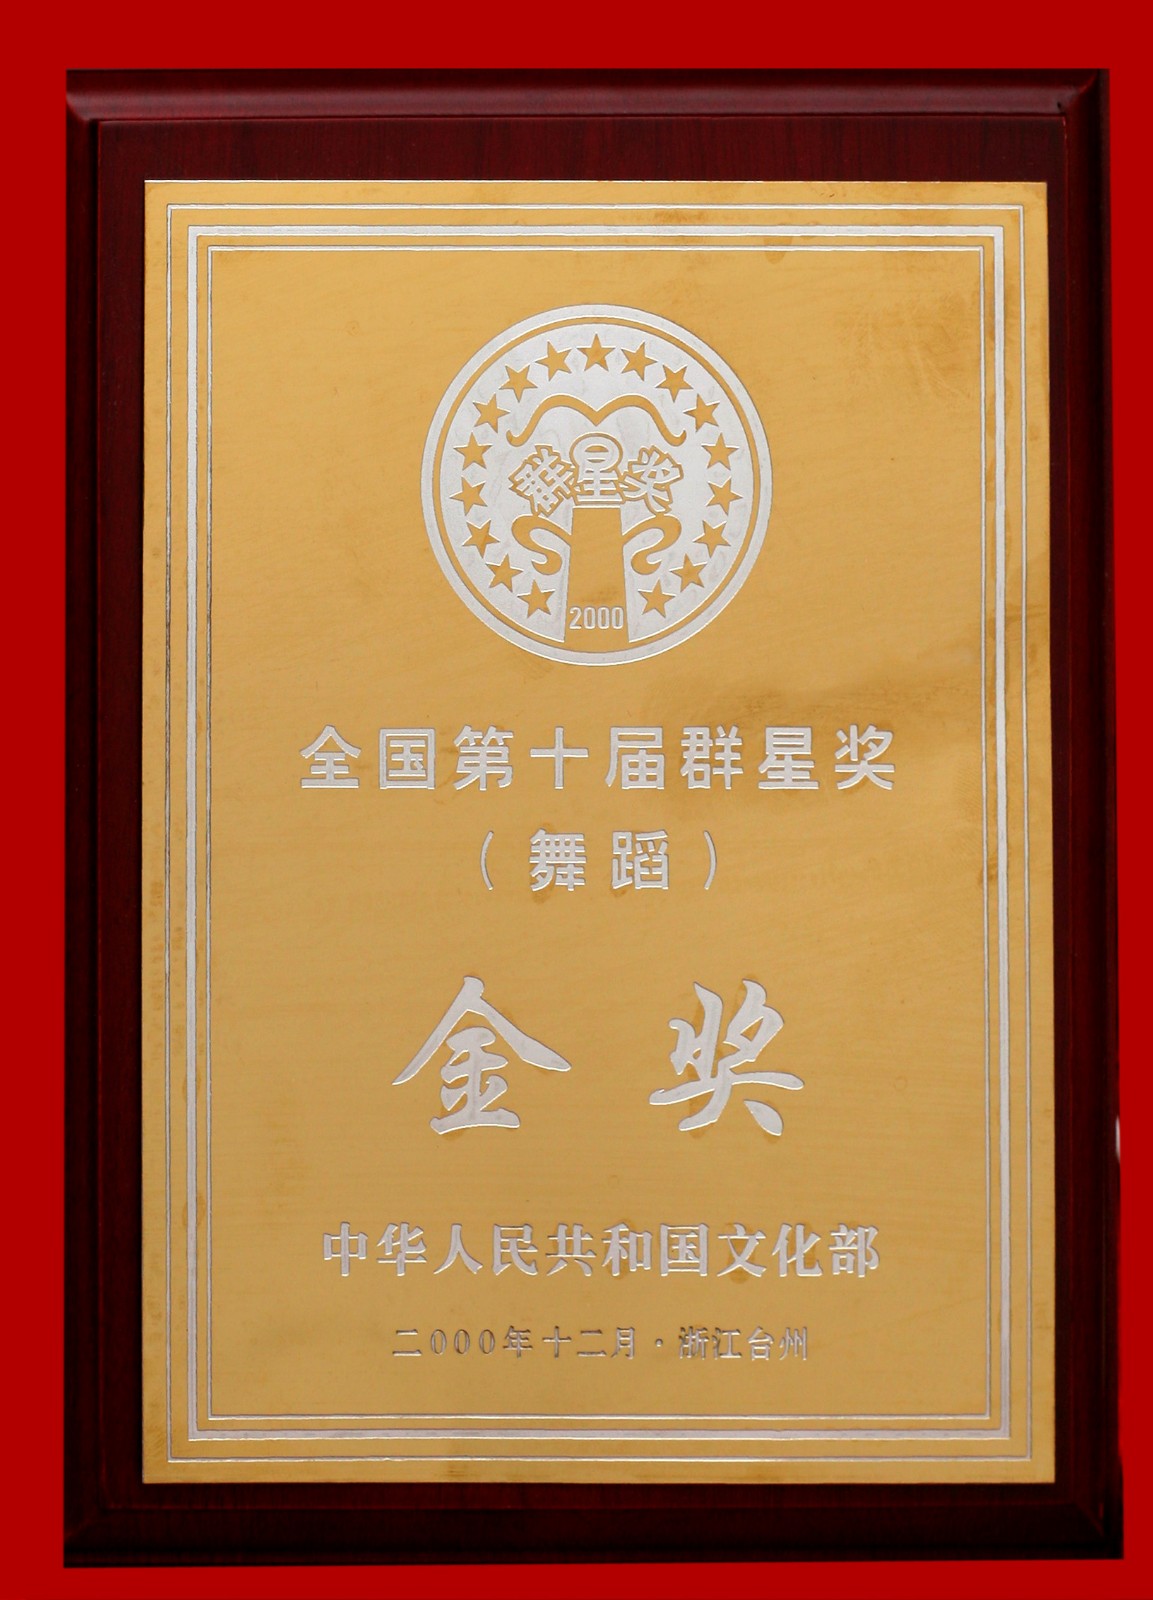 群星奖
2000
全国第十届群星奖
（舞蹈）
金奖
中华人民共和国文化部
二000年十二月·浙江台州